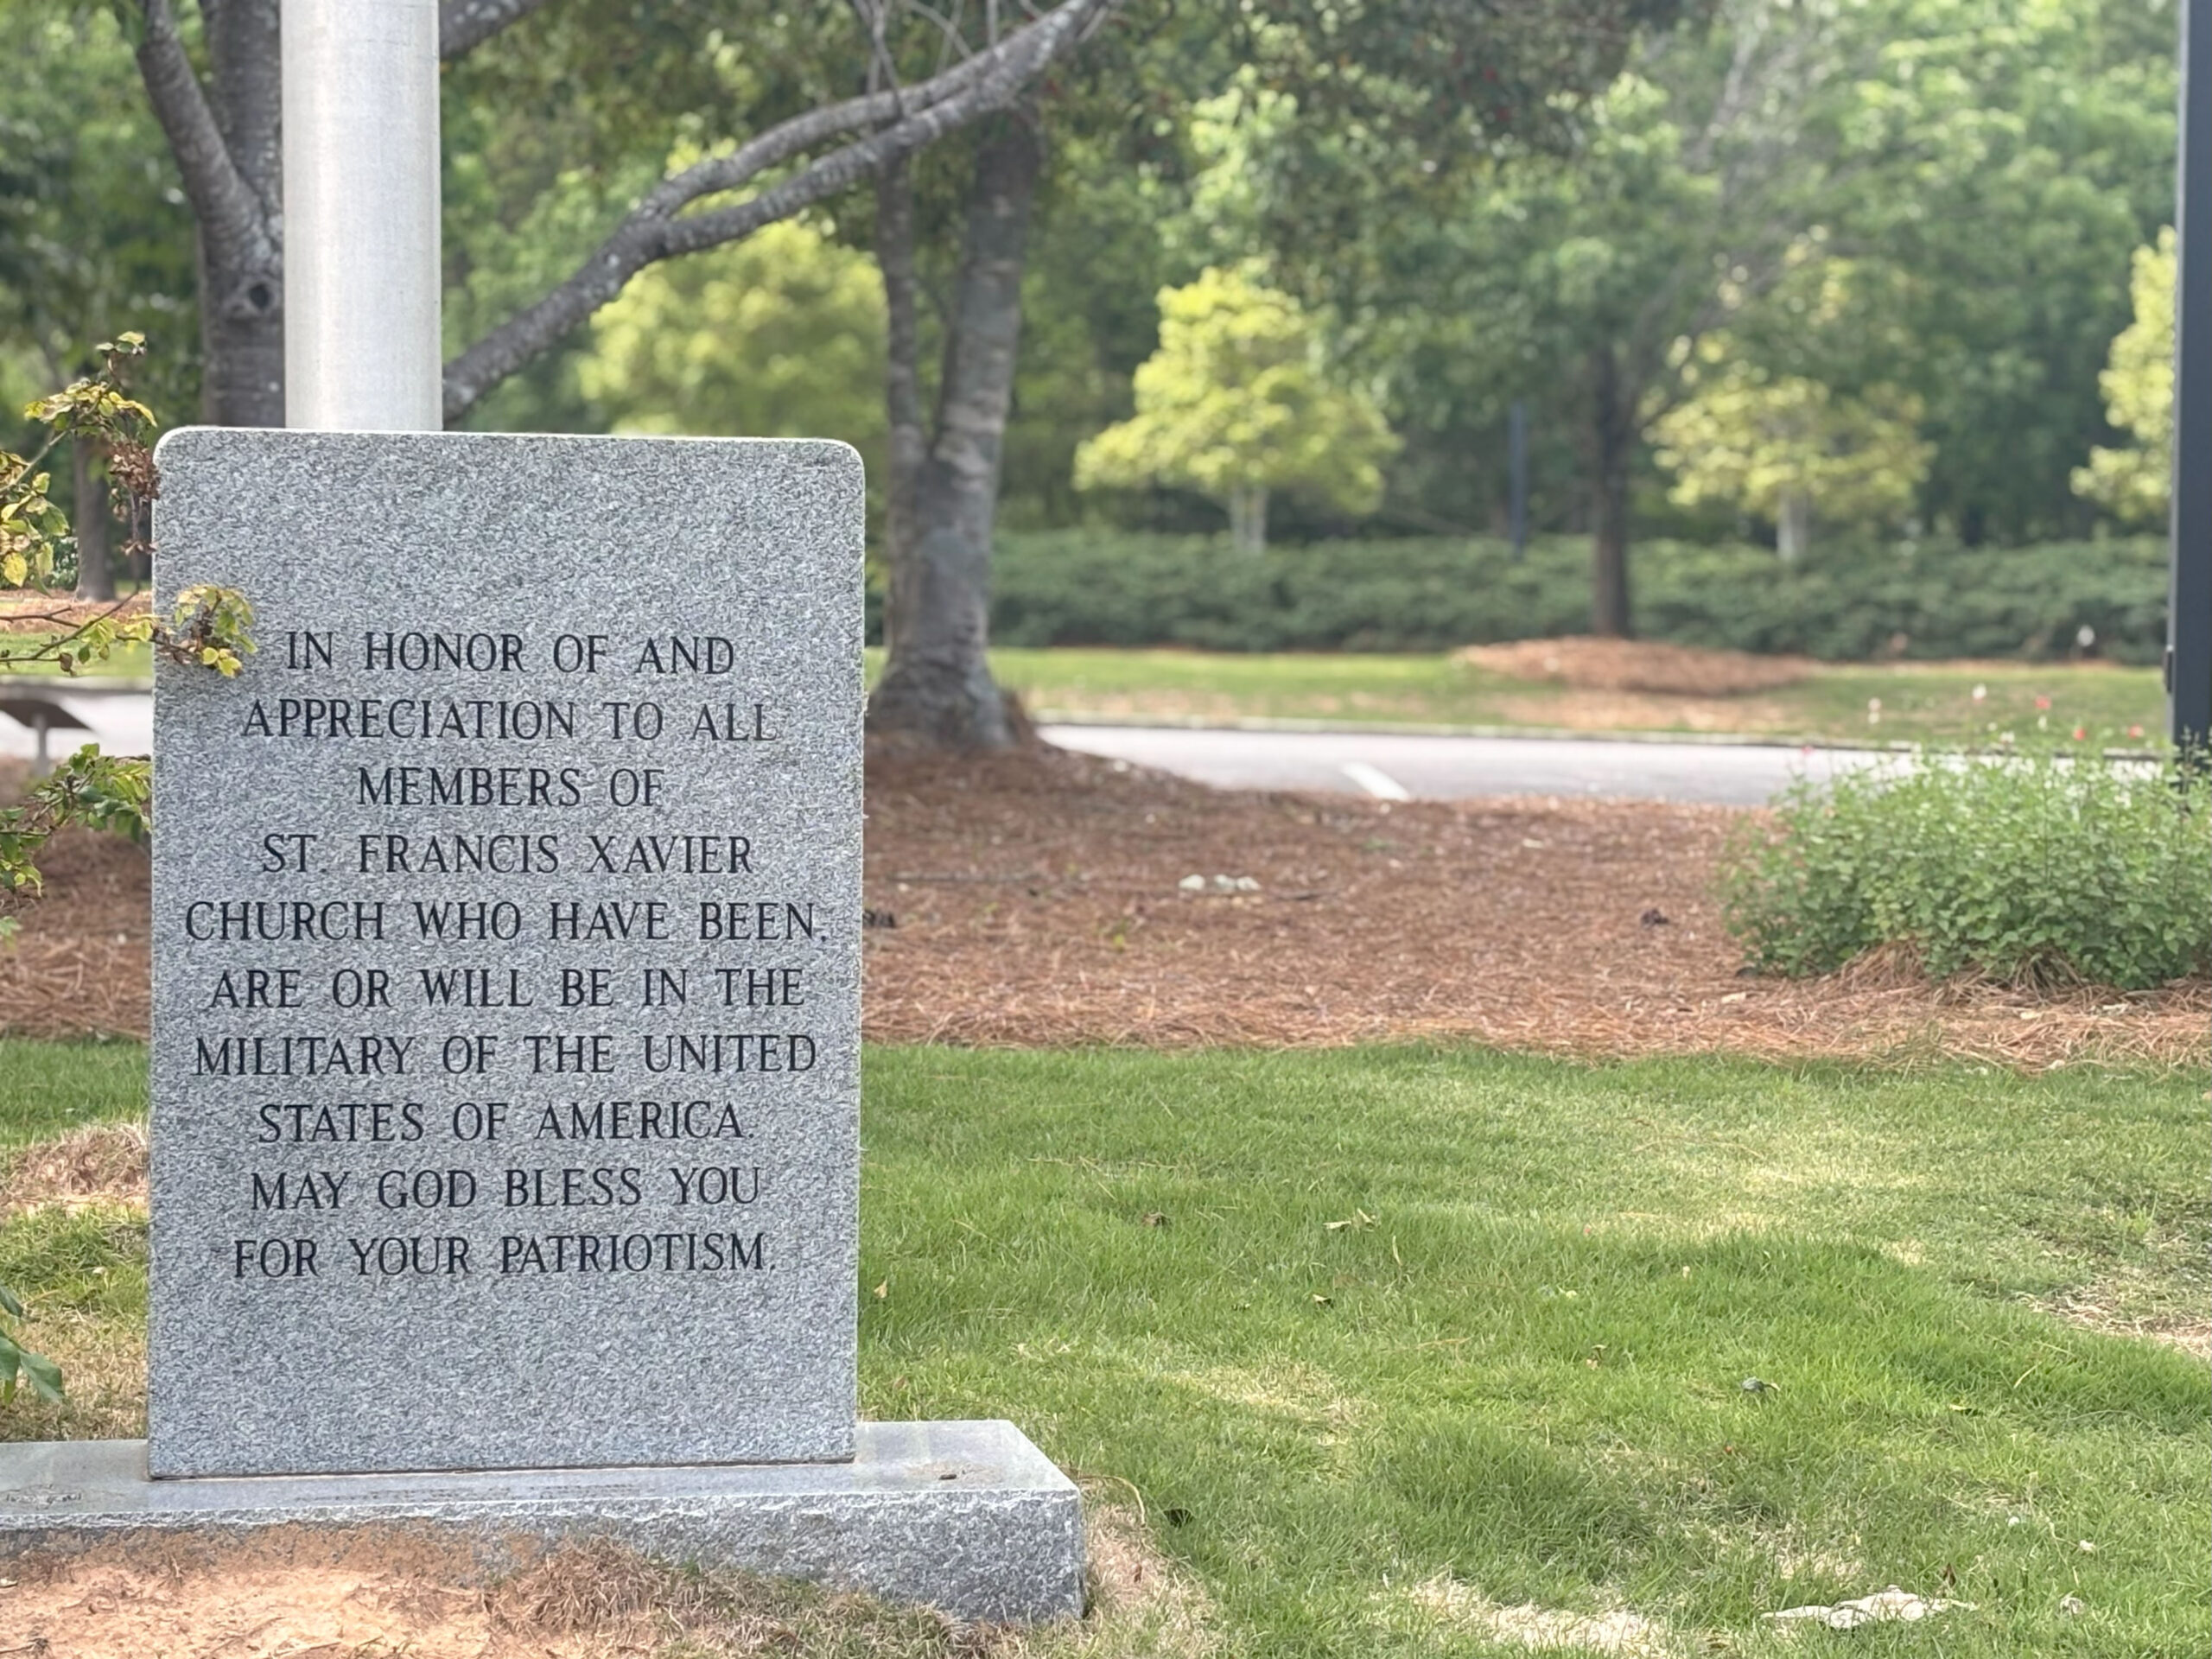 IN HONOR OF AND
APPRECIATION TO ALL
MEMBERS OF
ST. FRANCIS XAVIER
CHURCH WHO HAVE BEEN,
ARE OR WILL BE IN THE
MILITARY OF THE UNITED
STATES OF AMERICA.
MAY GOD BLESS YOU
FOR YOUR PATRIOTISM.